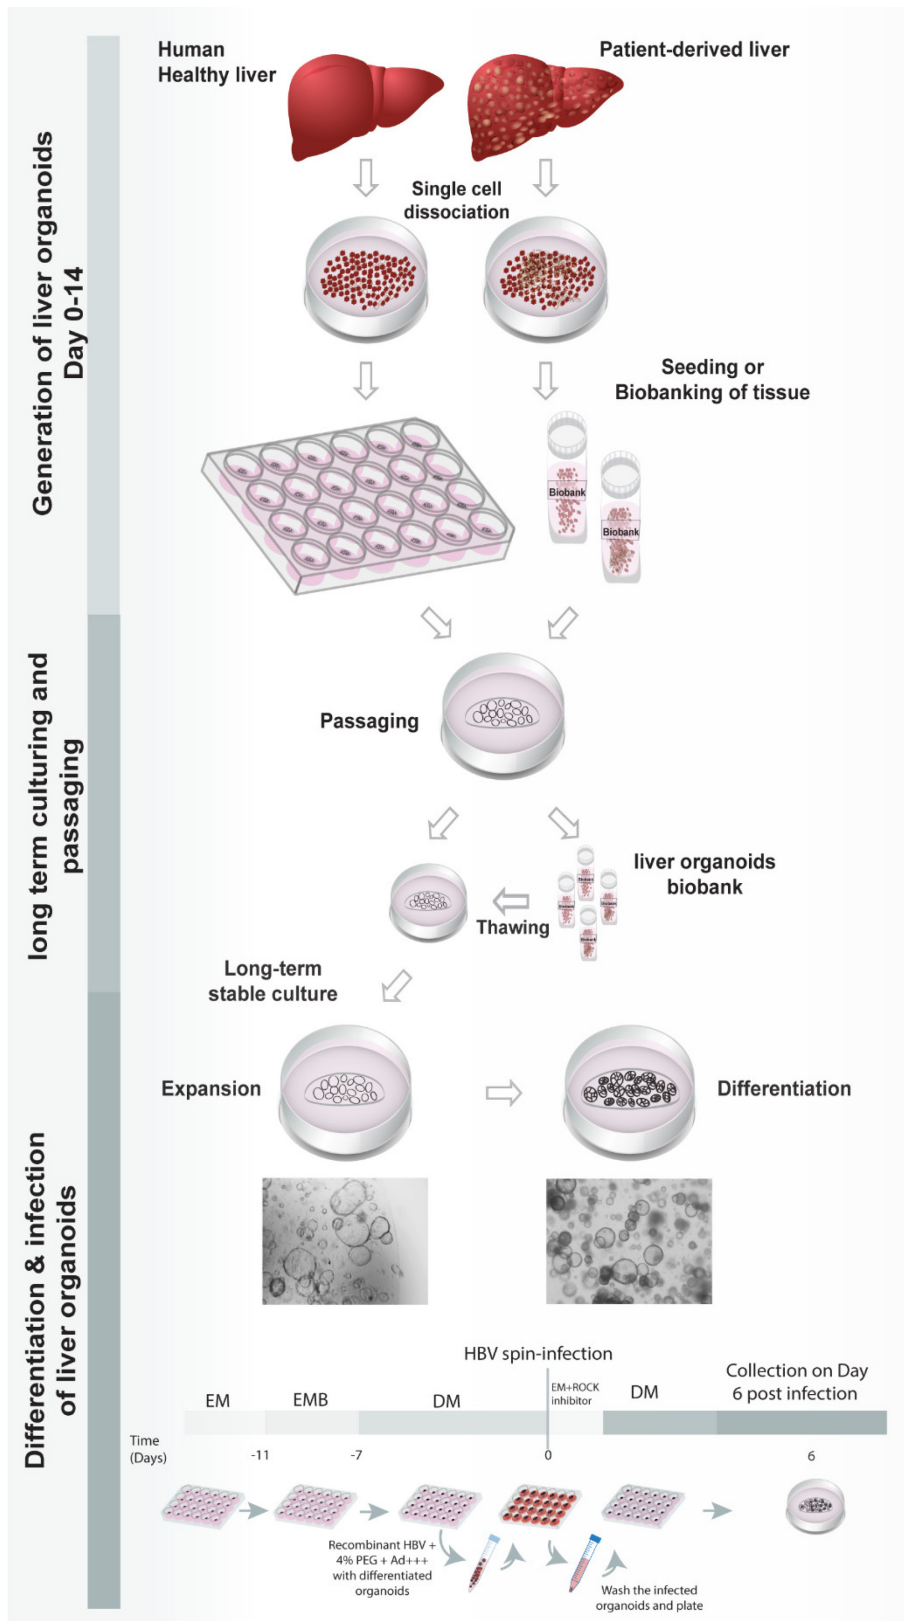 Human
Healthy liver
Patient-derived liver
Single cell
dissociation
Generation of liver organoids
Day 0-14
Seeding or
Biobanking of tissue
Biobank
Biobank
long term culturing and
passaging
Passaging
liver organoids
biobank
Biobank
Biobank
Biobank
Biobank
Thawing
Long-term
stable culture
Differentiation & infection
of liver organoids
Expansion
Differentiation
HBV spin-infection
EM
EMB
DM
EM+ROCK
inhibitor
DM
Collection on Day
6 post infection
Time
(Days)
-11
-7
0
6
Recombinant HBV +
4% PEG + Ad+++
with differentiated
organoids
Wash the infected
organoids and plate